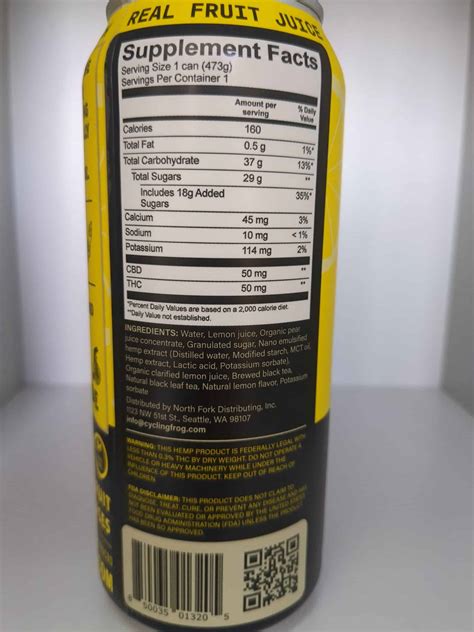 REAL FRUIT JUICE
Supplement Facts
Serving Size 1 can (473g)
Servings Per Container 1
Amount per serving % Daily Value
Calories 160
Total Fat 0.5 g 1%*
Total Carbohydrate 37 g 13%*
Total Sugars 29 g **
Includes 18g Added Sugars 35%*
Calcium 45 mg 3%
Sodium 10 mg <1%
Potassium 114 mg 2%
CBD 50 mg **
THC 50 mg **
*Percent Daily Values are based on a 2,000 calorie diet.
**Daily Value not established.
INGREDIENTS: Water, Lemon juice, Organic pear
juice concentrate, Granulated sugar, Nano emulsified
hemp extract (Distilled water, Modified starch, MCT oil,
Hemp extract, Lactic acid, Potassium sorbate),
Organic clarified lemon juice, Brewed black tea,
Natural black leaf tea, Natural lemon flavor, Potassium
sorbate
Distributed by North Fork Distributing, Inc.
1123 NW 51st St., Seattle, WA 98107
info@cyclingfrog.com
WARNING: THIS HEMP PRODUCT IS FEDERALLY LEGAL WITH
LESS THAN 0.3% THC BY DRY WEIGHT. DO NOT OPERATE A
VEHICLE OR HEAVY MACHINERY WHILE UNDER THE
INFLUENCE OF THIS PRODUCT. KEEP OUT OF REACH OF
CHILDREN.
FDA DISCLAIMER: THIS PRODUCT DOES NOT CLAIM TO
DIAGNOSE, TREAT, CURE, OR PREVENT ANY DISEASE AND HAS
NOT BEEN EVALUATED OR APPROVED BY THE UNITED STATES
FOOD DRUG ADMINISTRATION (FDA) UNLESS THE PRODUCT
HAS BEEN SO APPROVED.
8 50035 01320 5